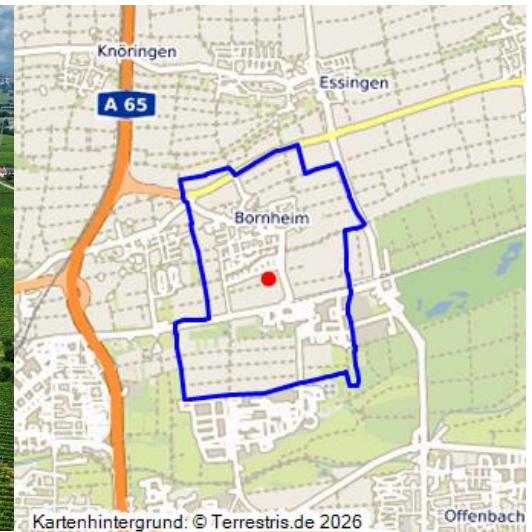 Knöringen
Essingen
A 65
Bornheim
Offenbach
Kartenhintergrund: © Terrestris.de 2026